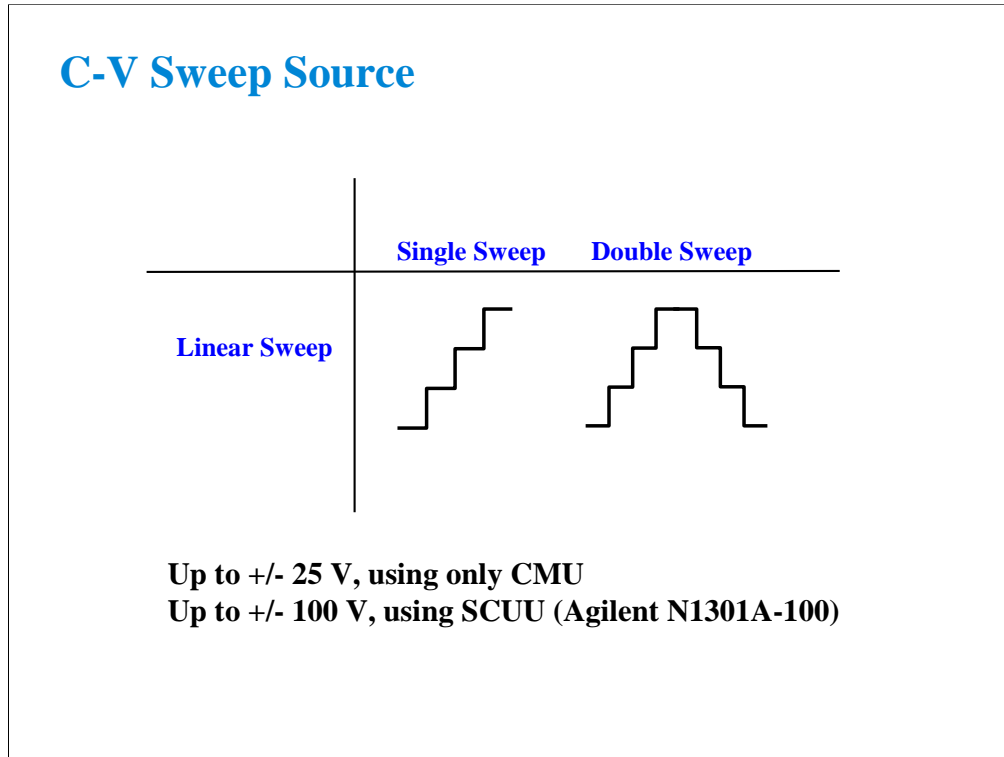 C-V Sweep Source
Single Sweep Double Sweep
Linear Sweep
Up to +/- 25 V, using only CMU
Up to +/- 100 V, using SCUU (Agilent N1301A-100)